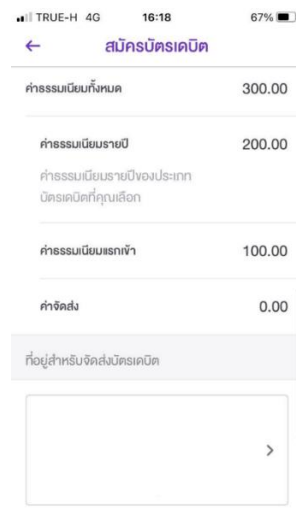 TRUE-H 4G 16:18 67%
สมัครบัตรเดบิต
ค่าธรรมเนียมทั้งหมด 300.00
ค่าธรรมเนียมรายปี 200.00
ค่าธรรมเนียมรายปีของประเภท
บัตรเดบิตที่คุณเลือก
ค่าธรรมเนียมแรกเข้า 100.00
ค่าจัดส่ง 0.00
ที่อยู่สำหรับจัดส่งบัตรเดบิต